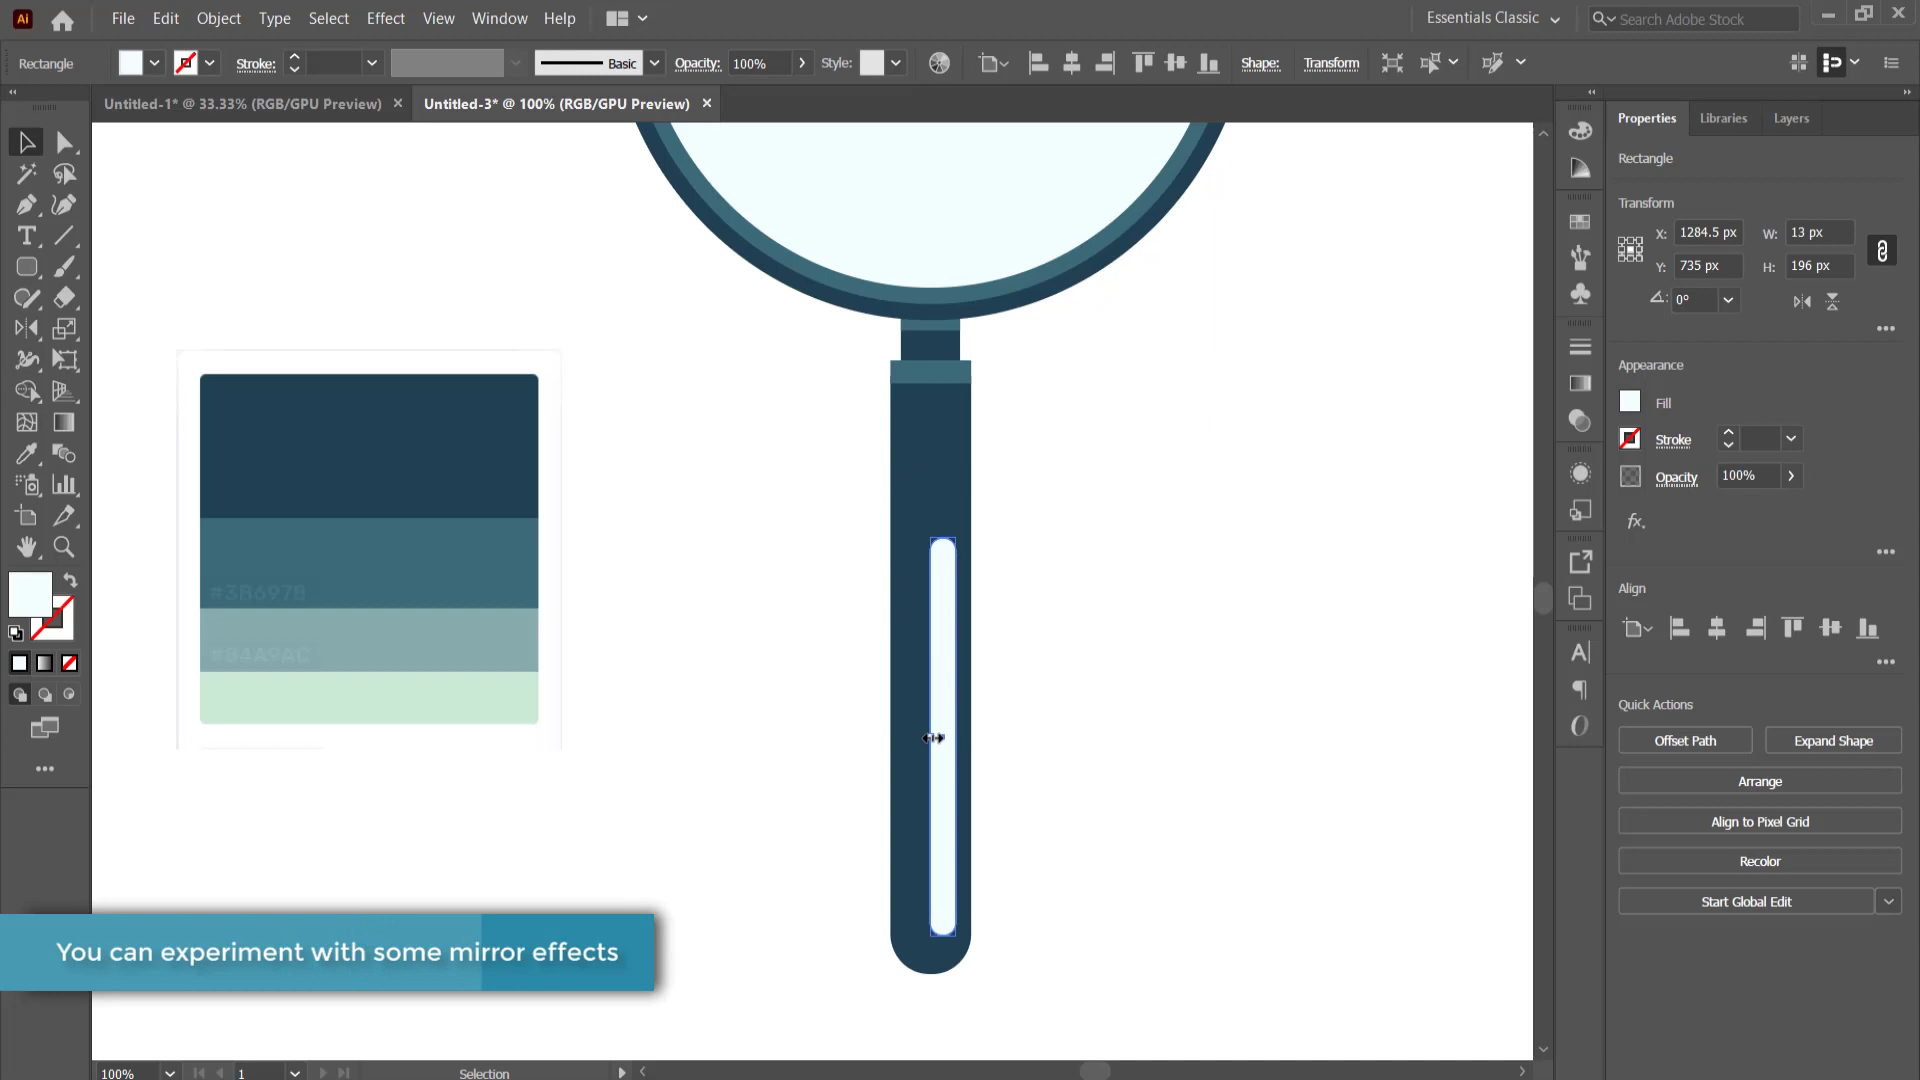 Ai File Edit Object Type Select Effect View Window Help Essentials Classic Search Adobe Stock
Rectangle Stroke: Basic Opacity: 100% Style: Shape: Transform
Untitled-1* @ 33.33% (RGB/GPU Preview) Untitled-3* @ 100% (RGB/GPU Preview)
Properties Libraries Layers
Rectangle
Transform
X: 1284.5 px W: 13 px
Y: 735 px H: 196 px
0°
Appearance
Fill
Stroke
Opacity 100%
fx.
Align
Quick Actions
Offset Path Expand Shape
Arrange
Align to Pixel Grid
Recolor
Start Global Edit
#3B697B
#84A9AC
You can experiment with some mirror effects
100% 1 Selection